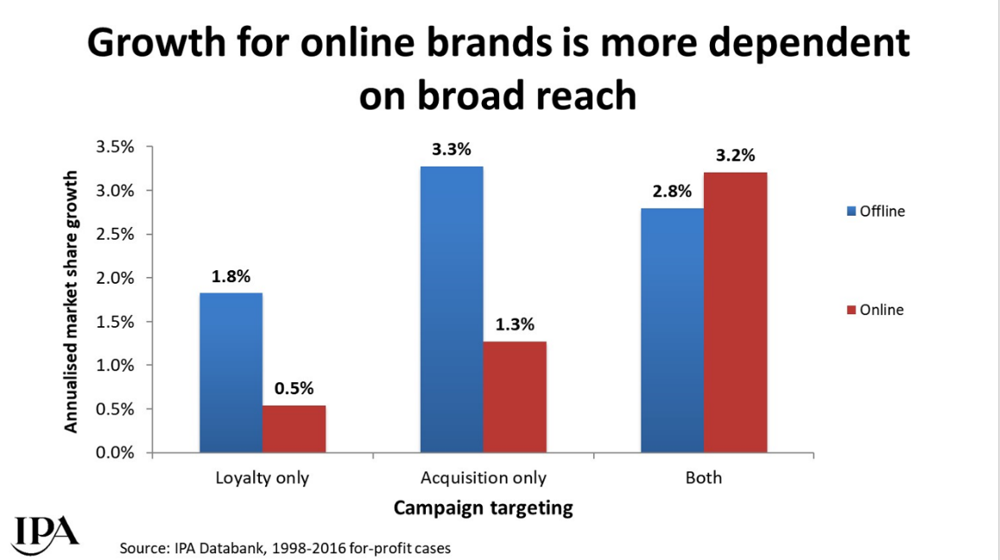 Growth for online brands is more dependent
on broad reach
3.5%
3.0%
2.5%
2.0%
1.5%
1.0%
0.5%
0.0%
Annualised market share growth
1.8%
0.5%
3.3%
1.3%
2.8%
3.2%
Offline
Online
Loyalty only
Acquisition only
Both
Campaign targeting
IPA
Source: IPA Databank, 1998-2016 for-profit cases